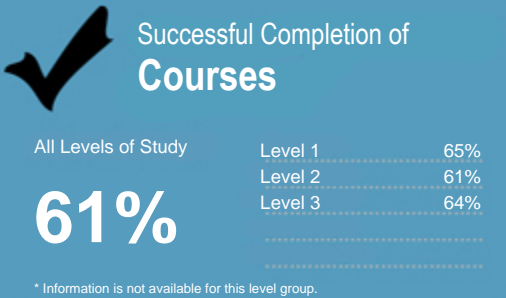 Successful Completion of
Courses
All Levels of Study
61%
Level 1 65%
Level 2 61%
Level 3 64%
* Information is not available for this level group.